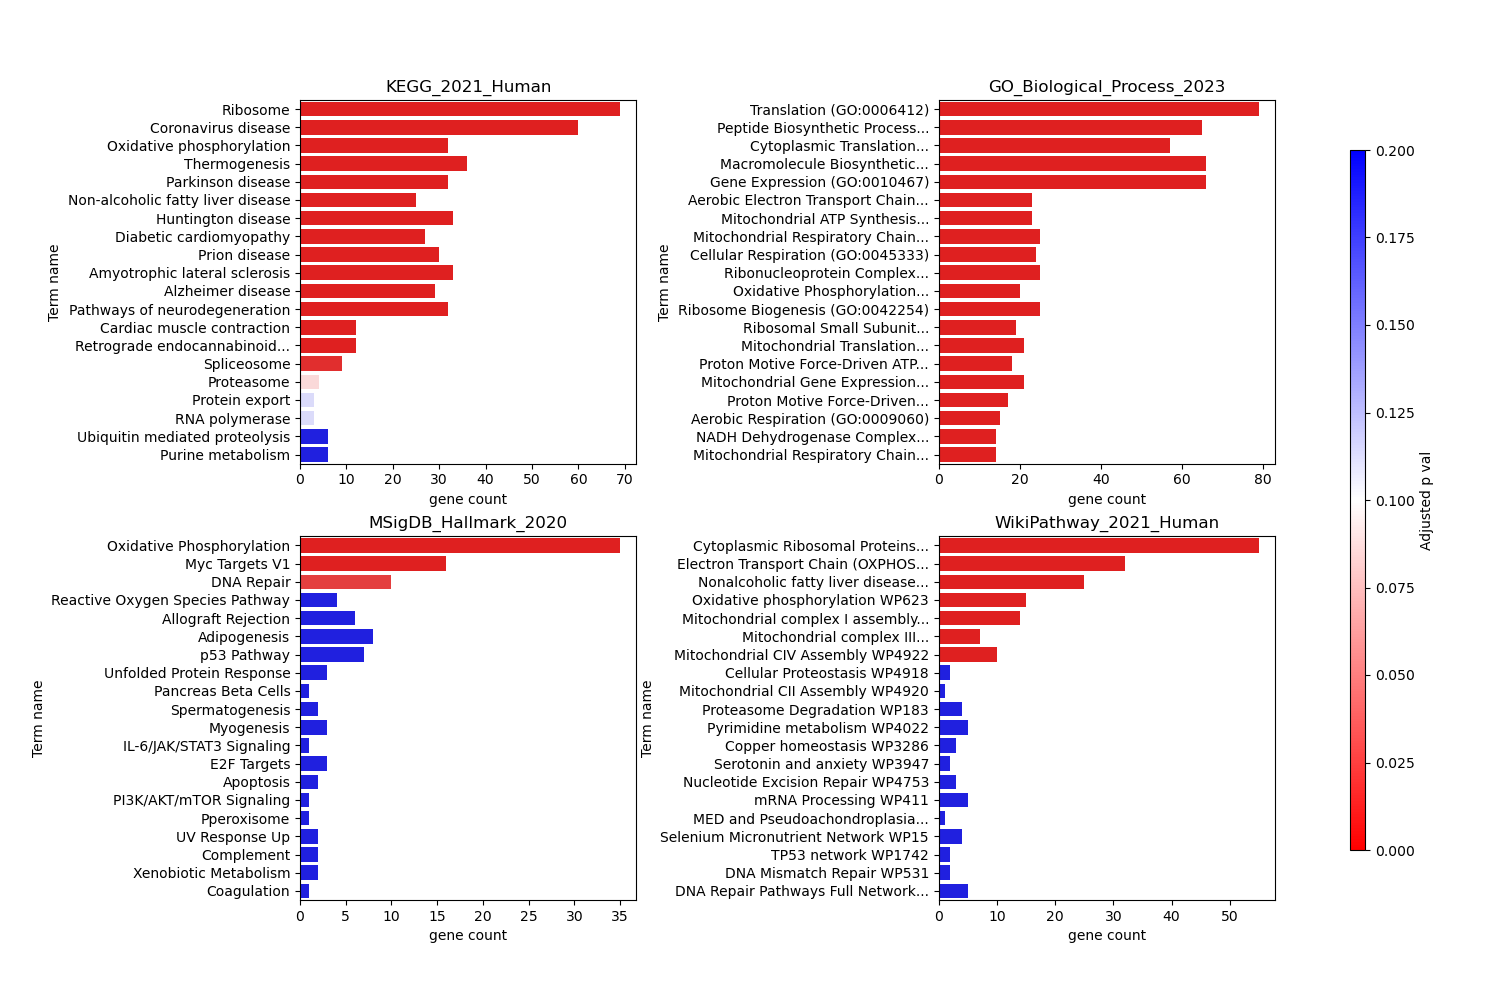 KEGG_2021_Human
Term name
Ribosome
Coronavirus disease
Oxidative phosphorylation
Thermogenesis
Parkinson disease
Non-alcoholic fatty liver disease
Huntington disease
Diabetic cardiomyopathy
Prion disease
Amyotrophic lateral sclerosis
Alzheimer disease
Pathways of neurodegeneration
Cardiac muscle contraction
Retrograde endocannabinoid...
Spliceosome
Proteasome
Protein export
RNA polymerase
Ubiquitin mediated proteolysis
Purine metabolism
0 10 20 30 40 50 60 70
gene count
GO_Biological_Process_2023
Term name
Translation (GO:0006412)
Peptide Biosynthetic Process...
Cytoplasmic Translation...
Macromolecule Biosynthetic...
Gene Expression (GO:0010467)
Aerobic Electron Transport Chain...
Mitochondrial ATP Synthesis...
Mitochondrial Respiratory Chain...
Cellular Respiration (GO:0045333)
Ribonucleoprotein Complex...
Oxidative Phosphorylation...
Ribosome Biogenesis (GO:0042254)
Ribosomal Small Subunit...
Mitochondrial Translation...
Proton Motive Force-Driven ATP...
Mitochondrial Gene Expression...
Proton Motive Force-Driven...
Aerobic Respiration (GO:0009060)
NADH Dehydrogenase Complex...
Mitochondrial Respiratory Chain...
0 20 40 60 80
gene count
MSigDB_Hallmark_2020
Term name
Oxidative Phosphorylation
Myc Targets V1
DNA Repair
Reactive Oxygen Species Pathway
Allograft Rejection
Adipogenesis
p53 Pathway
Unfolded Protein Response
Pancreas Beta Cells
Spermatogenesis
Myogenesis
IL-6/JAK/STAT3 Signaling
E2F Targets
Apoptosis
PI3K/AKT/mTOR Signaling
Pperoxisome
UV Response Up
Complement
Xenobiotic Metabolism
Coagulation
0 5 10 15 20 25 30 35
gene count
WikiPathway_2021_Human
Term name
Cytoplasmic Ribosomal Proteins...
Electron Transport Chain (OXPHOS...
Nonalcoholic fatty liver disease...
Oxidative phosphorylation WP623
Mitochondrial complex I assembly...
Mitochondrial complex III...
Mitochondrial CIV Assembly WP4922
Cellular Proteostasis WP4918
Mitochondrial CII Assembly WP4920
Proteasome Degradation WP183
Pyrimidine metabolism WP4022
Copper homeostasis WP3286
Serotonin and anxiety WP3947
Nucleotide Excision Repair WP4753
mRNA Processing WP411
MED and Pseudoachondroplasia...
Selenium Micronutrient Network WP15
TP53 network WP1742
DNA Mismatch Repair WP531
DNA Repair Pathways Full Network...
0 10 20 30 40 50
gene count
0.200
0.175
0.150
0.125
0.100
0.075
0.050
0.025
0.000
Adjusted p val